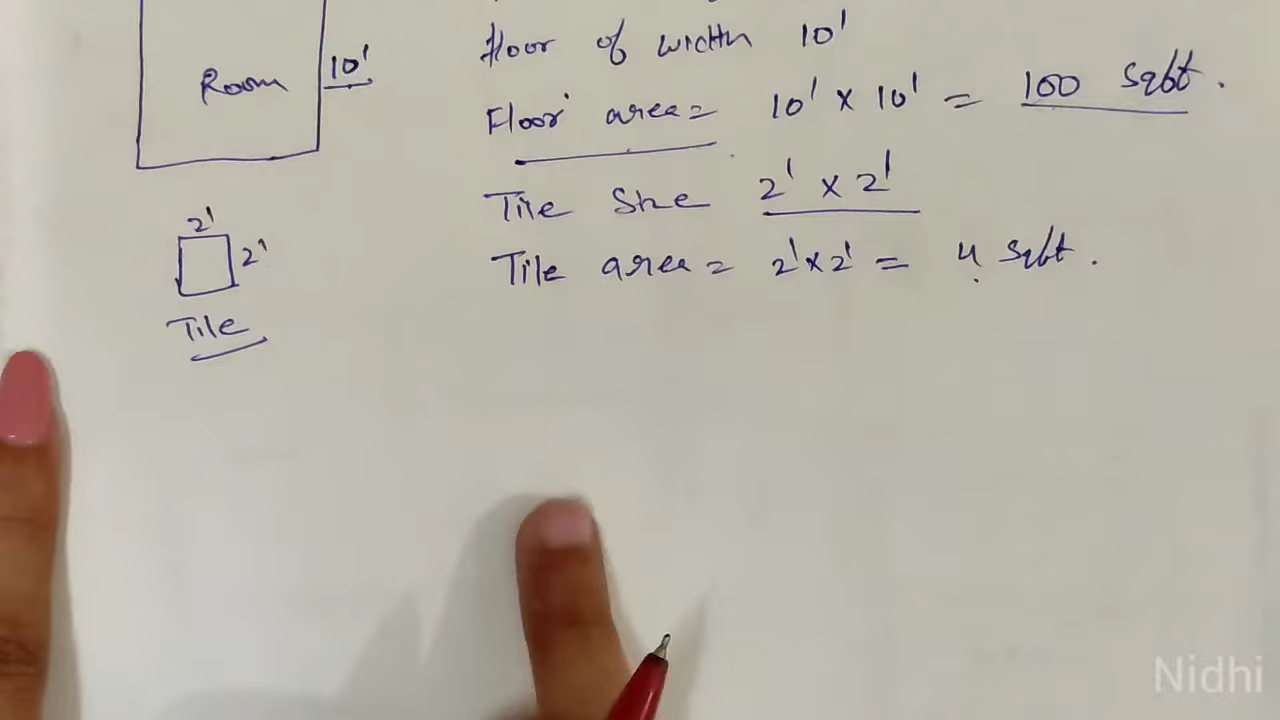 10'
Room
floor of width 10'
Floor area = 10' x 10' = 100 sqft.
Tile Size 2' x 2'
Tile area = 2' x 2' = 4 sqft.
2'
2'
Tile
Nidhi